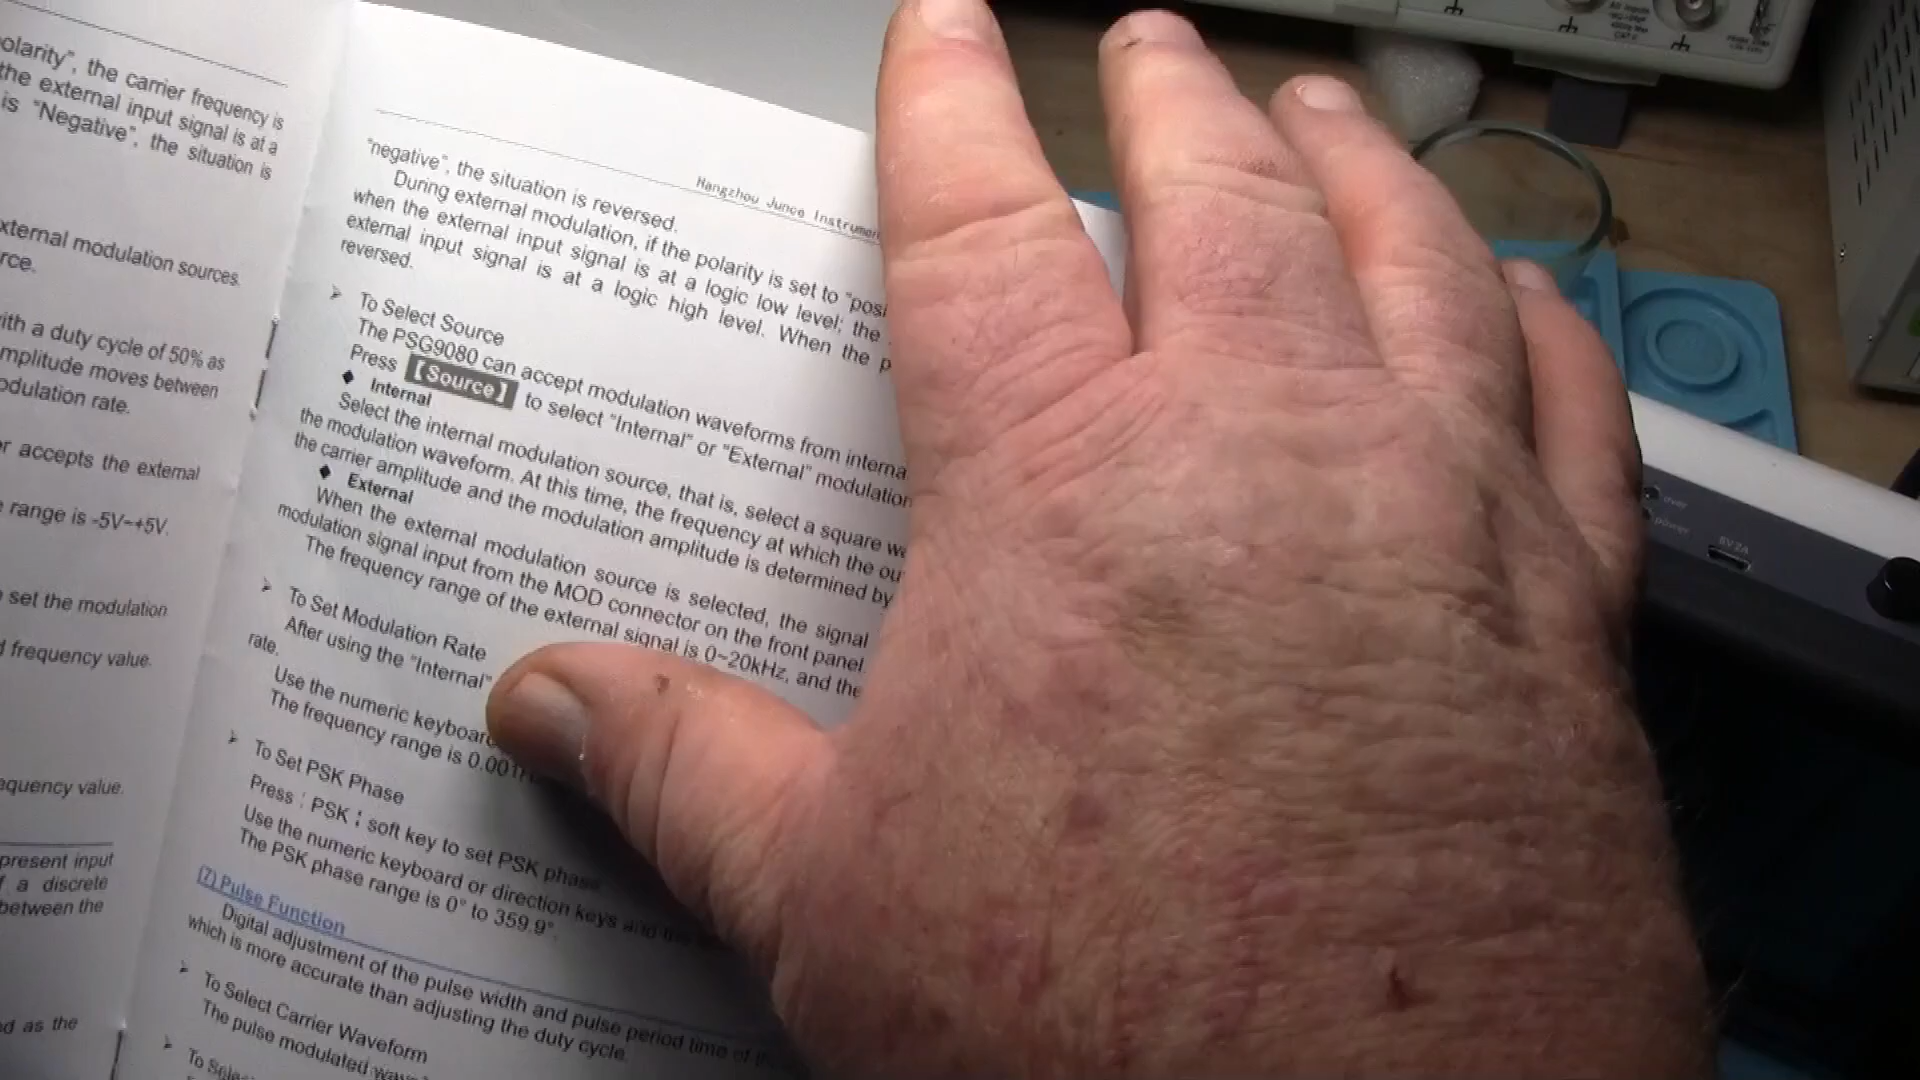 olarity", the carrier frequency is
the external input signal is at a
is "Negative", the situation is
xternal modulation sources.
rce.
ith a duty cycle of 50% as
mplitude moves between
odulation rate.
r accepts the external
range is -5V~+5V.
set the modulation
frequency value.
equency value.
present input
a discrete
between the
d as the
Hangzhou Junce Instrumen
"negative", the situation is reversed.
During external modulation, if the polarity is set to "posi
when the external input signal is at a logic low level; the
external input signal is at a logic high level. When the p
reversed.
➢ To Select Source
The PSG9080 can accept modulation waveforms from interna
Press 【Source】 to select "Internal" or "External" modulation
◆ Internal
Select the internal modulation source, that is, select a square w
the modulation waveform. At this time, the frequency at which the ou
the carrier amplitude and the modulation amplitude is determined by
◆ External
When the external modulation source is selected, the signal
modulation signal input from the MOD connector on the front panel.
The frequency range of the external signal is 0~20kHz, and the
➢ To Set Modulation Rate
After using the "Internal"
rate.
Use the numeric keyboard
The frequency range is 0.001
➢ To Set PSK Phase
Press ¦ PSK ¦ soft key to set PSK phase
Use the numeric keyboard or direction keys and
The PSK phase range is 0° to 359.9°.
(7) Pulse Function
Digital adjustment of the pulse width and pulse period time of
which is more accurate than adjusting the duty cycle.
➢ To Select Carrier Waveform
The pulse modulated wav
➢ To Sele
over
power
5V2A